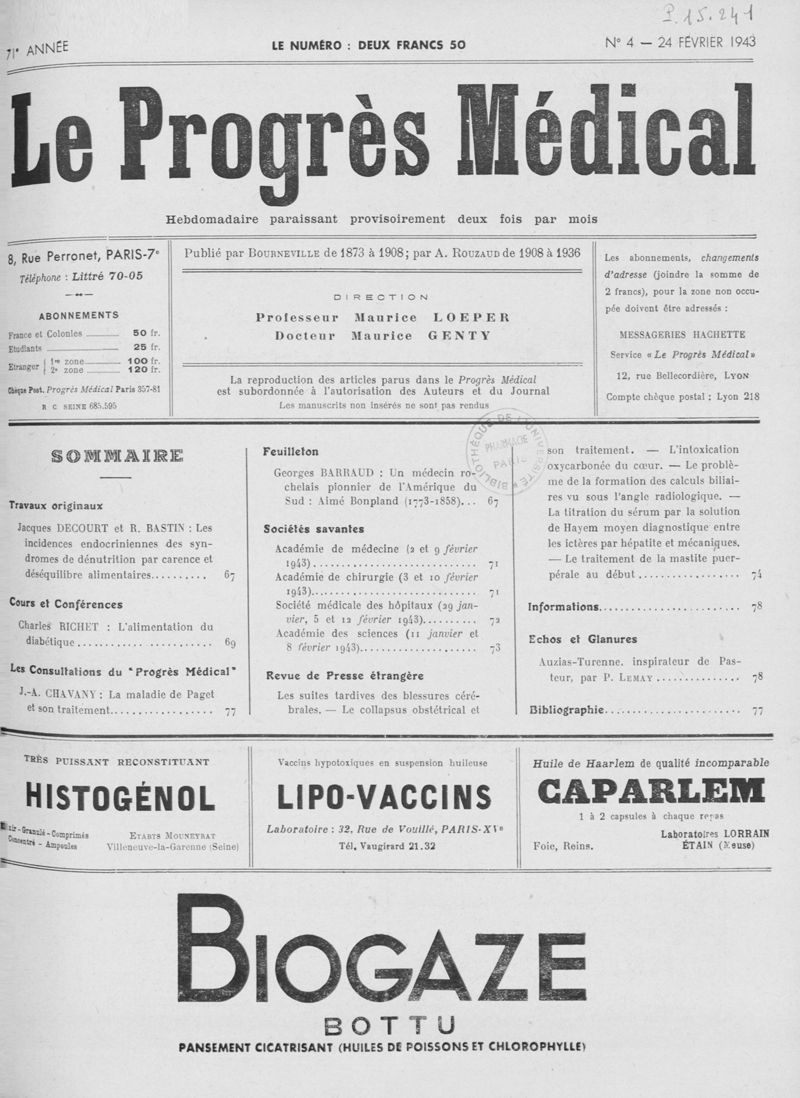 P. 15.241
71e ANNÉE
LE NUMÉRO : DEUX FRANCS 50
N° 4 — 24 FÉVRIER 1943
Le Progrès Médical
Hebdomadaire paraissant provisoirement deux fois par mois
8, Rue Perronet, PARIS-7e
Téléphone : Littré 70-05
ABONNEMENTS
France et Colonies ......... 50 fr.
Etudiants ......... 25 fr.
Etranger { 1re zone ......... 100 fr.
2e zone ......... 120 fr.
Chèque Post. Progrès Médical Paris 357-81
R C SEINE 685.595
Publié par BOURNEVILLE de 1873 à 1908; par A. ROUZAUD de 1908 à 1936
DIRECTION
Professeur Maurice LOEPER
Docteur Maurice GENTY
La reproduction des articles parus dans le Progrès Médical
est subordonnée à l'autorisation des Auteurs et du Journal
Les manuscrits non insérés ne sont pas rendus
Les abonnements, changements
d'adresse (joindre la somme de
2 francs), pour la zone non occu-
pée doivent être adressés :
MESSAGERIES HACHETTE
Service « Le Progrès Médical »
12, rue Bellecordière, LYON
Compte chèque postal : Lyon 218
SOMMAIRE
Travaux originaux
Jacques DECOURT et R. BASTIN : Les
incidences endocriniennes des syn-
dromes de dénutrition par carence et
déséquilibre alimentaires.......... 67
Cours et Conférences
Charles RICHET : L'alimentation du
diabétique ...................... 69
Les Consultations du "Progrès Médical"
J.-A. CHAVANY : La maladie de Paget
et son traitement.................. 77
Feuilleton
Georges BARRAUD : Un médecin ro-
chelais pionnier de l'Amérique du
Sud : Aimé Bonpland (1773-1858)... 67
Sociétés savantes
Académie de médecine (2 et 9 février
1943) ........................ 71
Académie de chirurgie (3 et 10 février
1943)......................... 71
Société médicale des hôpitaux (29 jan-
vier, 5 et 12 février 1943).......... 72
Académie des sciences (11 janvier et
8 février 1943).................... 73
Revue de Presse étrangère
Les suites tardives des blessures céré-
brales. — Le collapsus obstétrical et
son traitement. — L'intoxication
oxycarbonée du cœur. — Le problè-
me de la formation des calculs biliai-
res vu sous l'angle radiologique. —
La titration du sérum par la solution
de Hayem moyen diagnostique entre
les ictères par hépatite et mécaniques.
— Le traitement de la mastite puer-
pérale au début .................. 74
Informations........................ 78
Echos et Glanures
Auzias-Turenne. inspirateur de Pas-
teur, par P. LEMAY ............... 78
Bibliographie........................ 77
BIBLIOTHÈQUE DE L'UNIVERSITÉ
PHARMACIE
PARIS
TRÈS PUISSANT RECONSTITUANT
HISTOGÉNOL
Elixir - Granulé - Comprimés
Concentré - Ampoules
ETABTS MOUNEYRAT
Villeneuve-la-Garenne (Seine)
Vaccins hypotoxiques en suspension huileuse
LIPO-VACCINS
Laboratoire : 32, Rue de Vouillé, PARIS-XVe
Tél. Vaugirard 21.32
Huile de Haarlem de qualité incomparable
CAPARLEM
1 à 2 capsules à chaque repas
Foie, Reins.
Laboratoires LORRAIN
ÉTAIN (Meuse)
BIOGAZE
BOTTU
PANSEMENT CICATRISANT (HUILES DE POISSONS ET CHLOROPHYLLE)